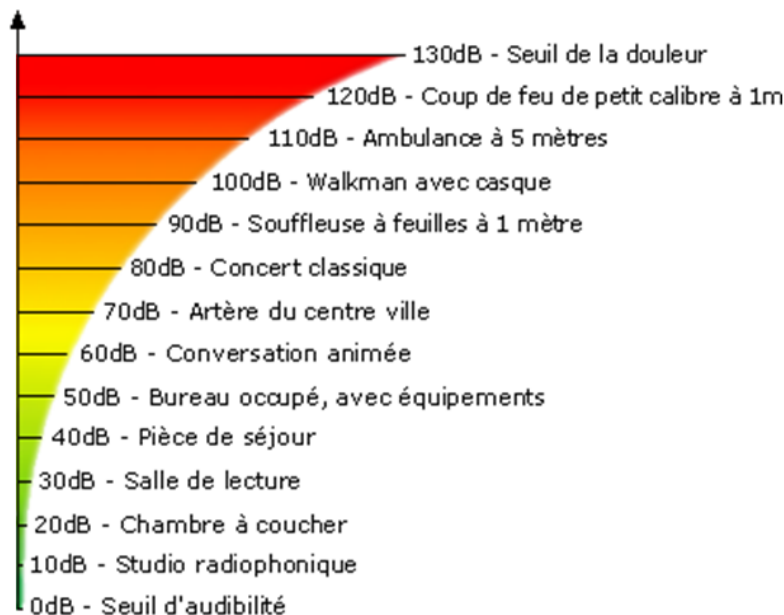 130dB - Seuil de la douleur
120dB - Coup de feu de petit calibre à 1m
110dB - Ambulance à 5 mètres
100dB - Walkman avec casque
90dB - Souffleuse à feuilles à 1 mètre
80dB - Concert classique
70dB - Artère du centre ville
60dB - Conversation animée
50dB - Bureau occupé, avec équipements
40dB - Pièce de séjour
30dB - Salle de lecture
20dB - Chambre à coucher
10dB - Studio radiophonique
0dB - Seuil d'audibilité